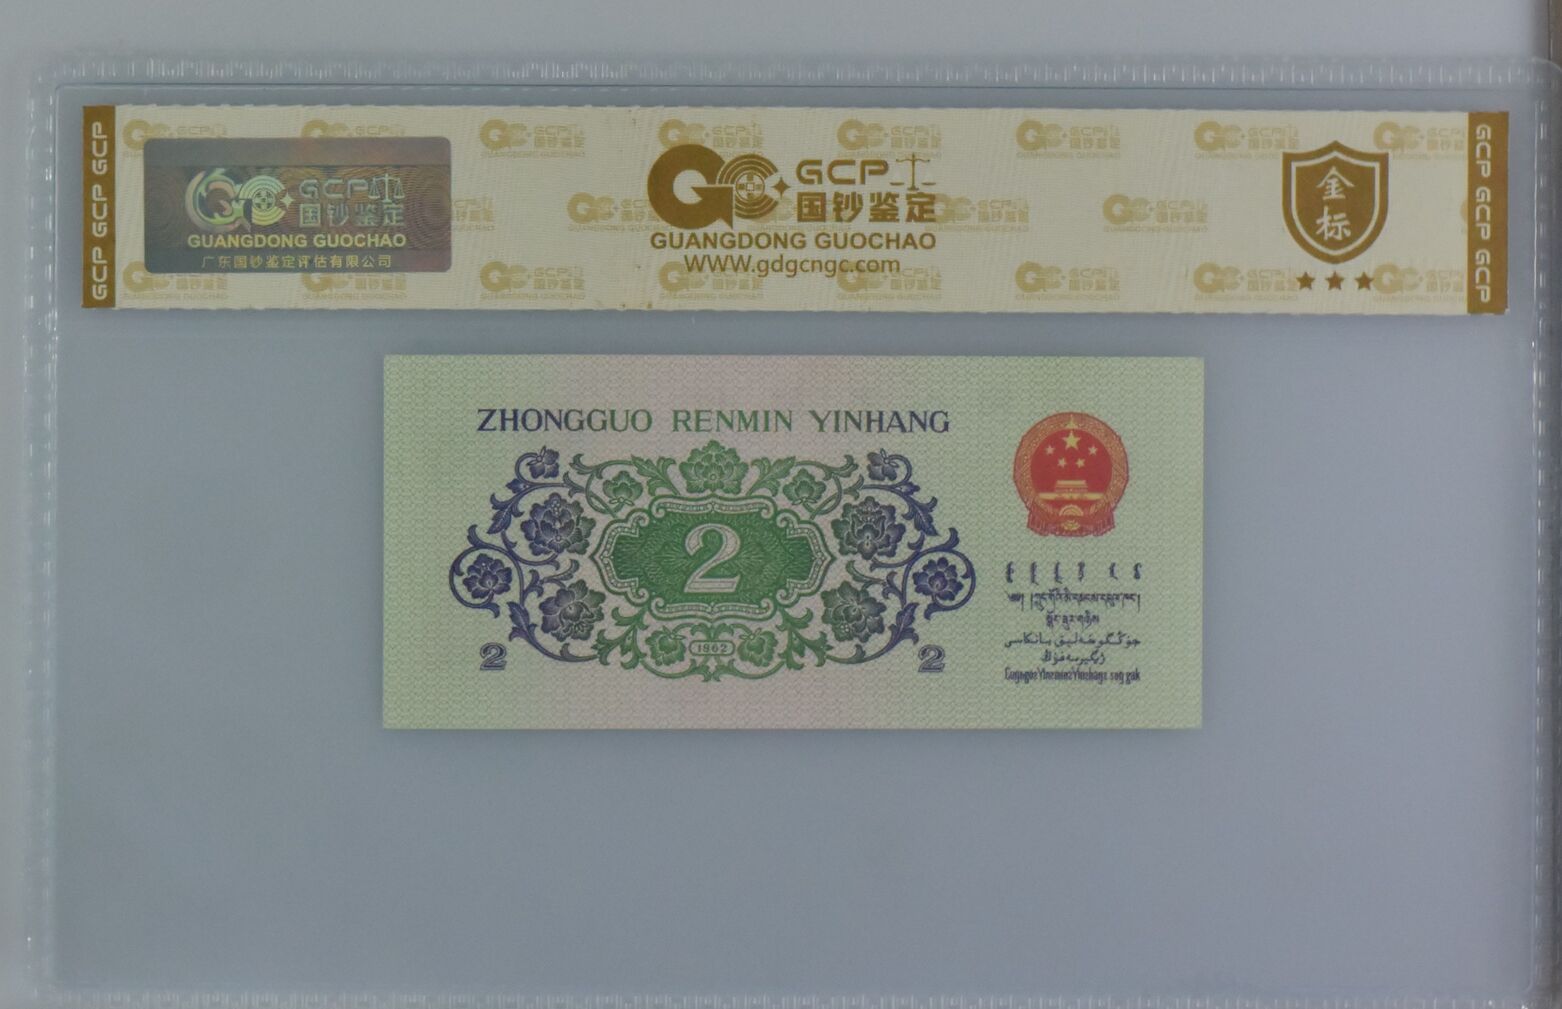 GCP GCP GCP
GCP
国钞鉴定
GUANGDONG GUOCHAO
广东国钞鉴定评估有限公司
GCP
国钞鉴定
GUANGDONG GUOCHAO
WWW.gdgcngc.com
金
标
GCP GCP GCP
ZHONGGUO RENMIN YINHANG
2
1962
2
2